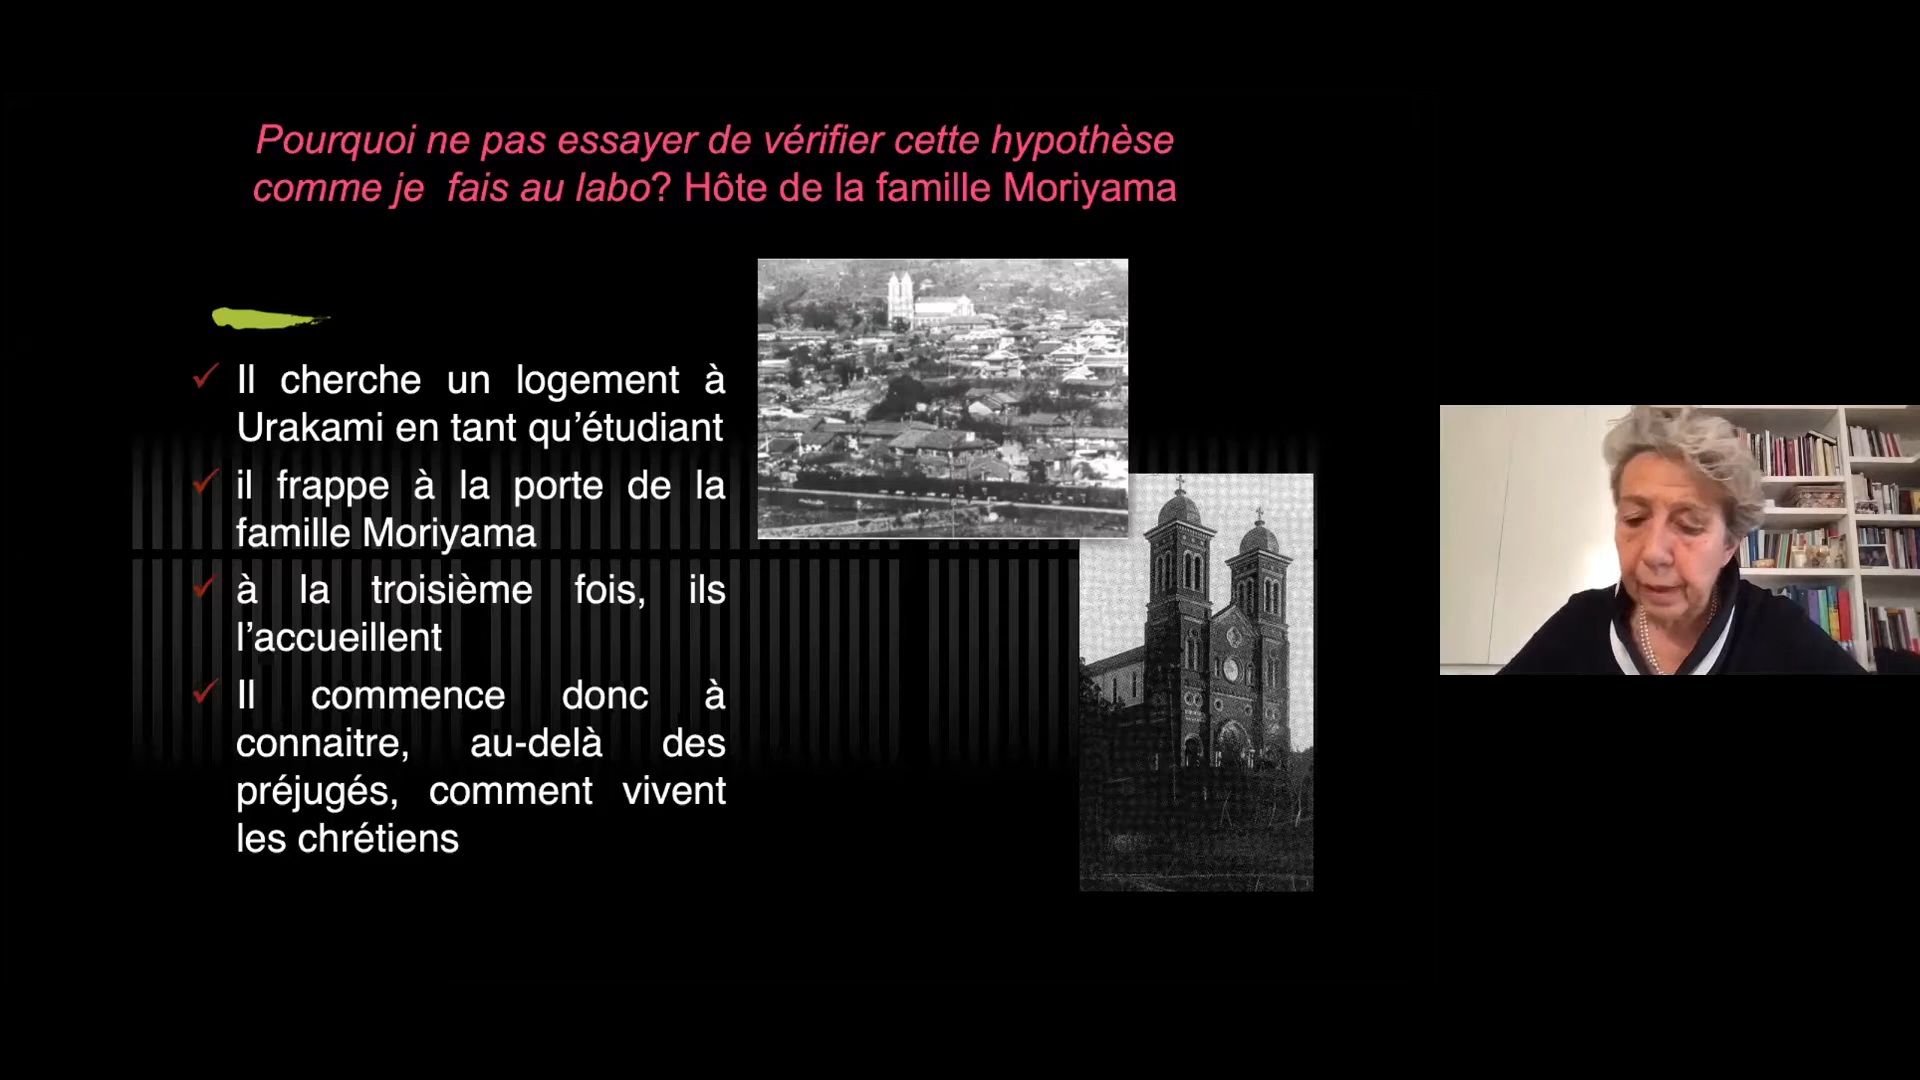 Pourquoi ne pas essayer de vérifier cette hypothèse
comme je  fais au labo? Hôte de la famille Moriyama
Il cherche un logement à
Urakami en tant qu’étudiant
il frappe à la porte de la
famille Moriyama
à la troisième fois, ils
l’accueillent
Il commence donc à
connaitre, au-delà des
préjugés, comment vivent
les chrétiens